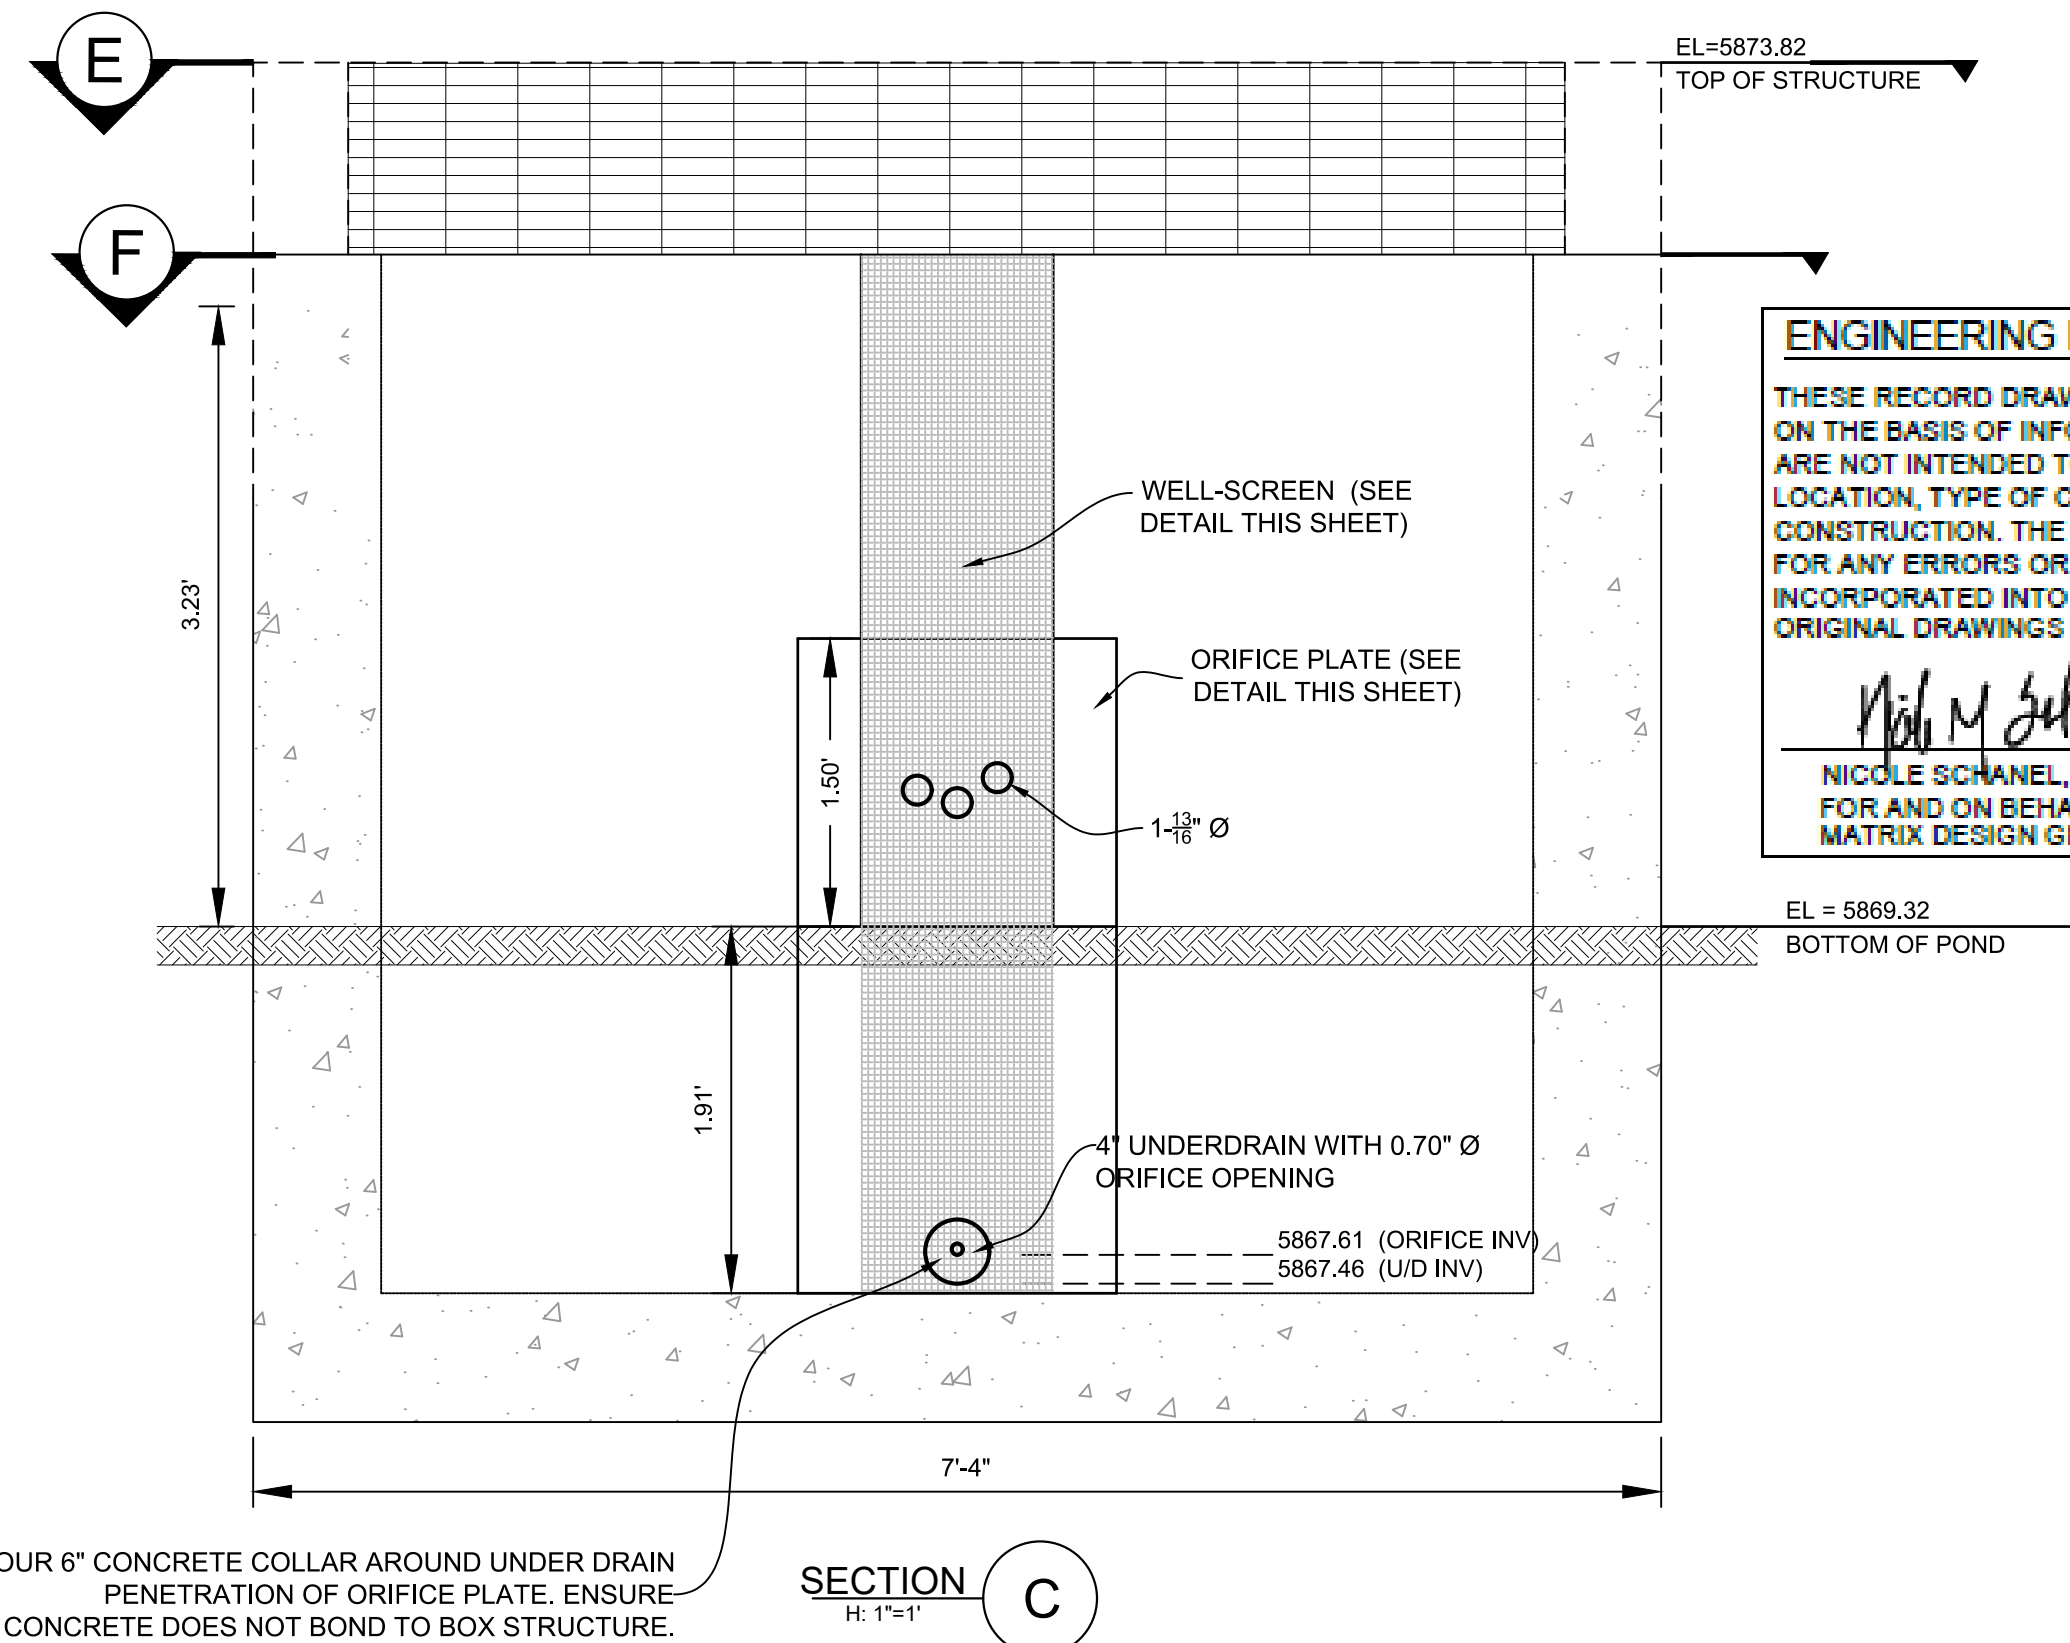 E
EL=5873.82
TOP OF STRUCTURE
F
ENGINEERING
THESE RECORD
ON THE BASIS OF
ARE NOT INTENDED
LOCATION, TYPE OF
CONSTRUCTION. THE
FOR ANY ERRORS OR
INCORPORATED INTO
ORIGINAL DRAWINGS
NICOLE SCHANEL,
FOR AND ON
MATRIX DESIGN
3.23'
WELL-SCREEN (SEE
DETAIL THIS SHEET)
ORIFICE PLATE (SEE
DETAIL THIS SHEET)
1.50'
1-13/16" Ø
EL = 5869.32
BOTTOM OF POND
1.91'
4" UNDERDRAIN WITH 0.70" Ø
ORIFICE OPENING
5867.61 (ORIFICE INV)
5867.46 (U/D INV)
7'-4"
6" CONCRETE COLLAR AROUND UNDER DRAIN
PENETRATION OF ORIFICE PLATE. ENSURE
CONCRETE DOES NOT BOND TO BOX STRUCTURE.
SECTION
H: 1"=1'
C